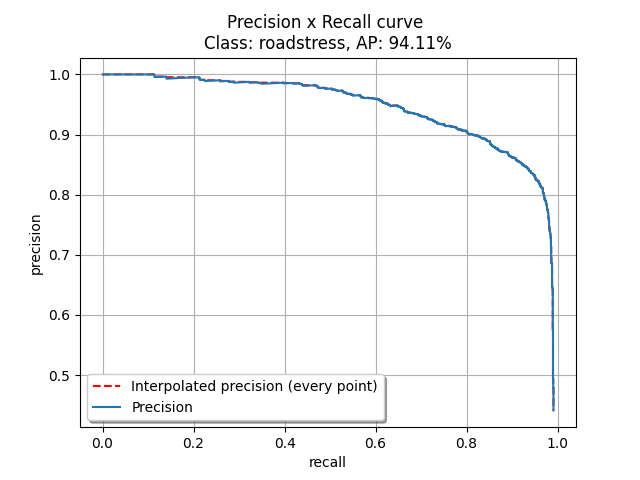 Precision x Recall curve
Class: roadstress, AP: 94.11%
1.0
0.9
0.8
0.7
0.6
0.5
precision
Interpolated precision (every point)
Precision
0.0 0.2 0.4 0.6 0.8 1.0
recall